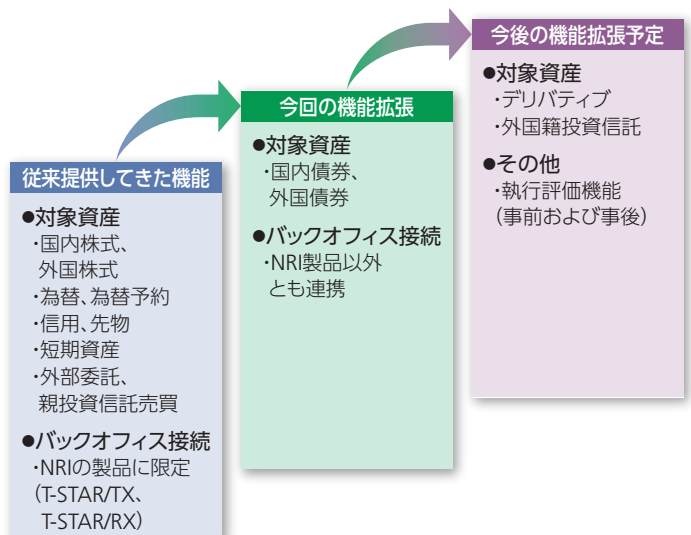 従来提供してきた機能
●対象資産
・国内株式、
外国株式
・為替、為替予約
・信用、先物
・短期資産
・外部委託、
親投資信託売買
●バックオフィス接続
・NRIの製品に限定
(T-STAR/TX、
T-STAR/RX)
今回の機能拡張
●対象資産
・国内債券、
外国債券
●バックオフィス接続
・NRI製品以外
とも連携
今後の機能拡張予定
●対象資産
・デリバティブ
・外国籍投資信託
●その他
・執行評価機能
(事前および事後)